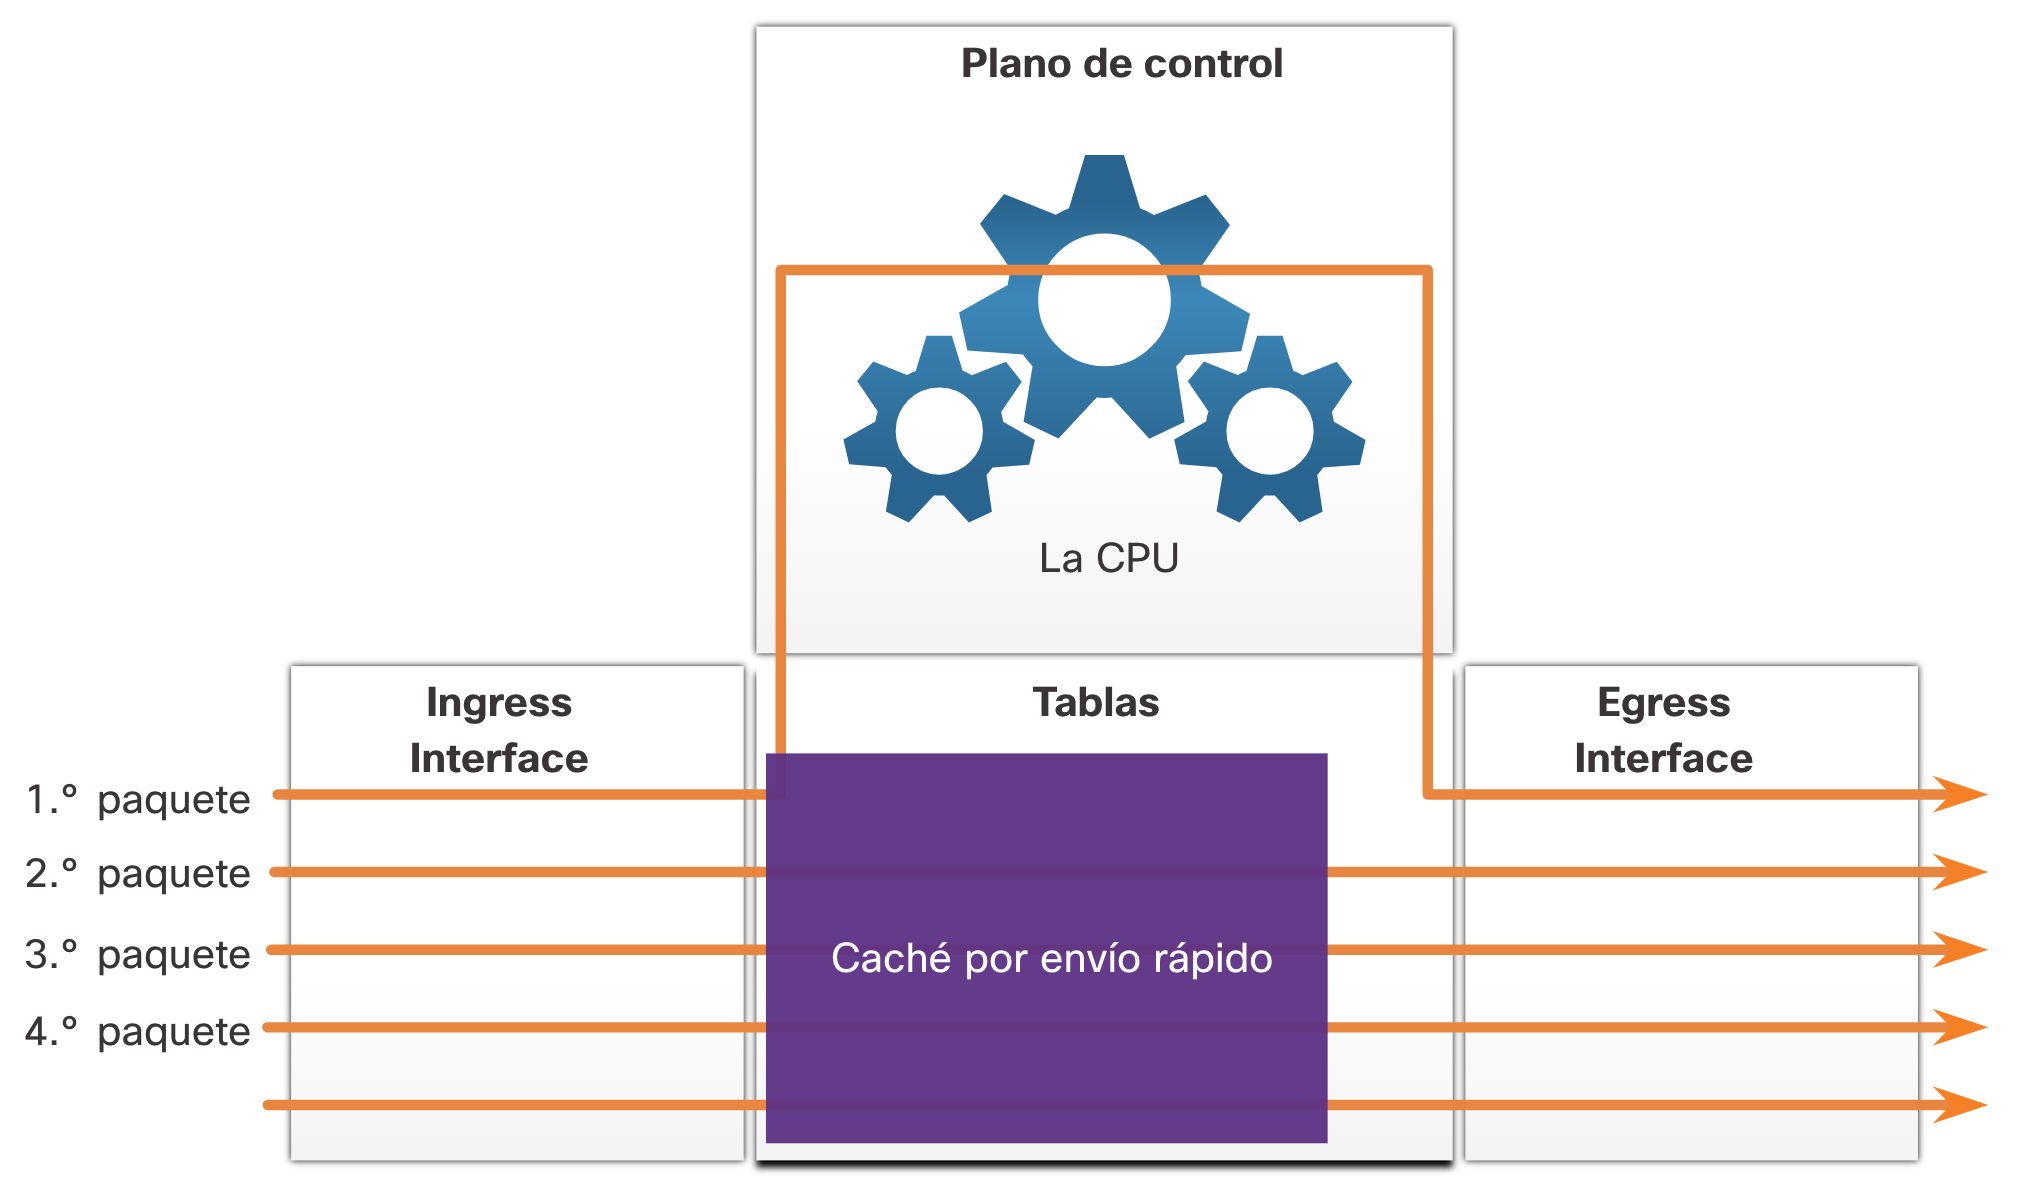 Plano de control
La CPU
Ingress
Interface
Tablas
Egress
Interface
1.° paquete
2.° paquete
3.° paquete
4.° paquete
Caché por envío rápido